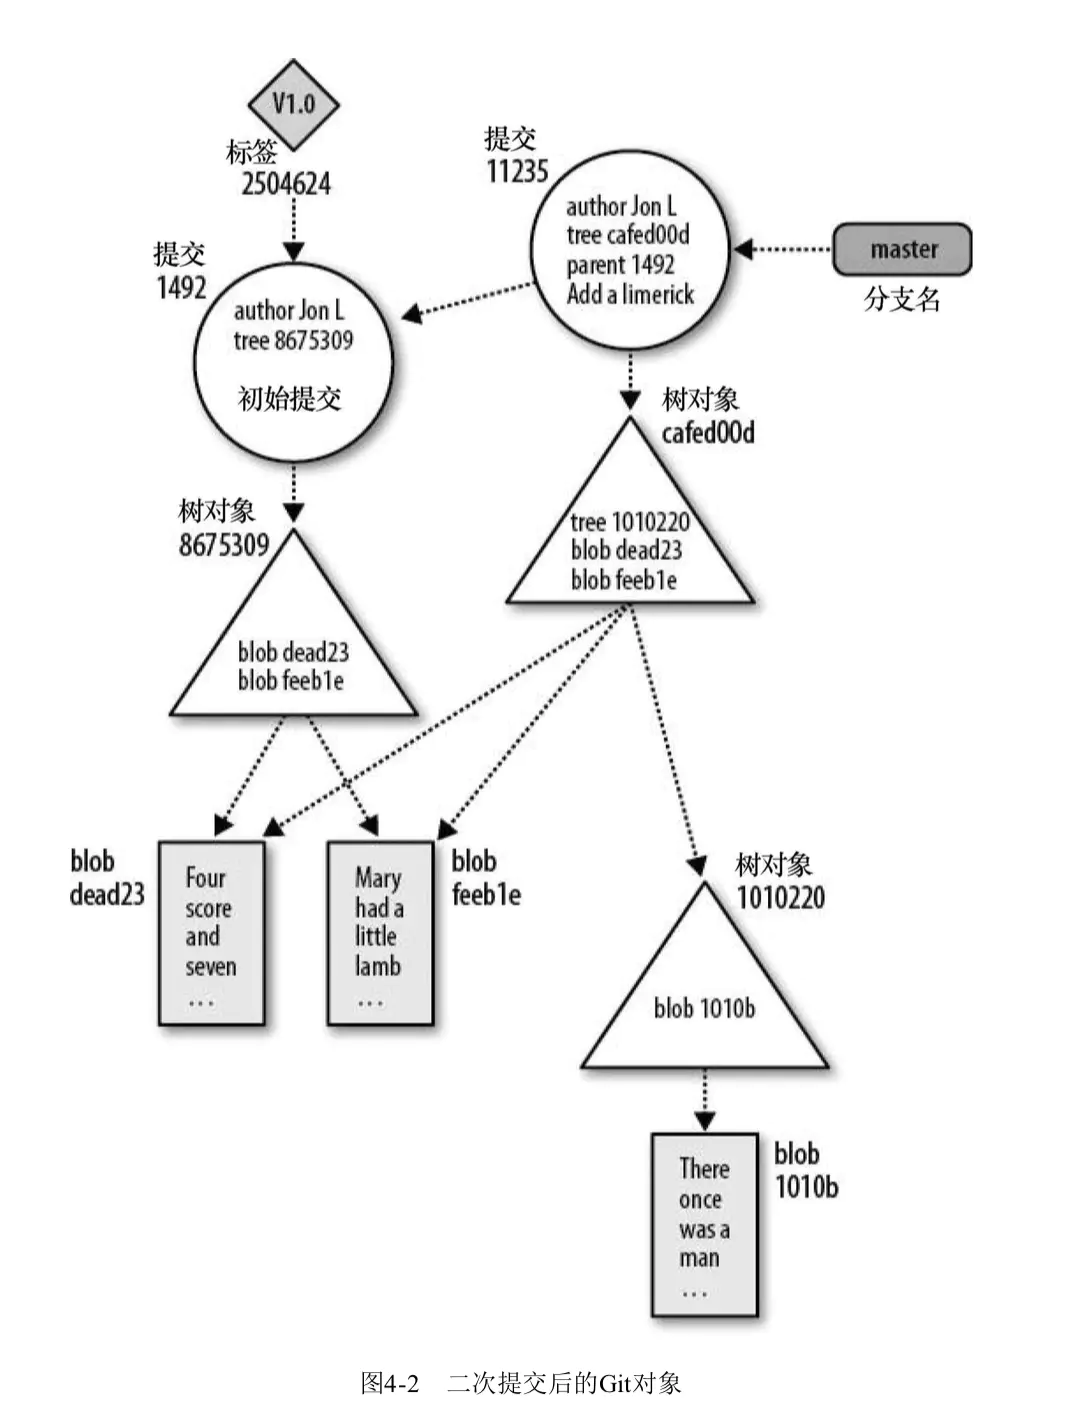 V1.0
标签
2504624
提交
1492
author Jon L
tree 8675309
初始提交
提交
11235
author Jon L
tree cafed00d
parent 1492
Add a limerick
master
分支名
树对象
8675309
blob dead23
blob feeb1e
树对象
cafed00d
tree 1010220
blob dead23
blob feeb1e
blob
dead23
Four
score
and
seven
...
Mary
had a
little
lamb
...
blob
feeb1e
树对象
1010220
blob 1010b
There
once
was a
man
...
blob
1010b
图4-2 二次提交后的Git对象